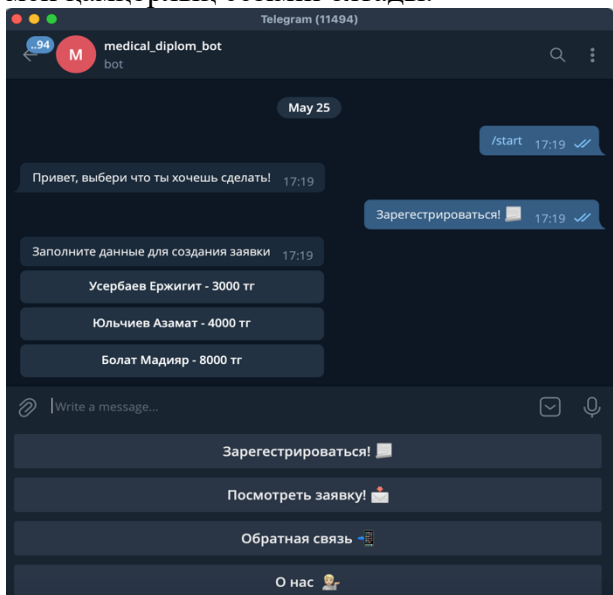 Telegram (11494)
..94
M
medical_diplom_bot
bot
May 25
/start 17:19
Привет, выбери что ты хочешь сделать! 17:19
Зарегестрироваться! 17:19
Заполните данные для создания заявки 17:19
Усербаев Ержигит - 3000 тг
Юльчиев Азамат - 4000 тг
Болат Мадияр - 8000 тг
Write a message...
Зарегестрироваться!
Посмотреть заявку!
Обратная связь
О нас